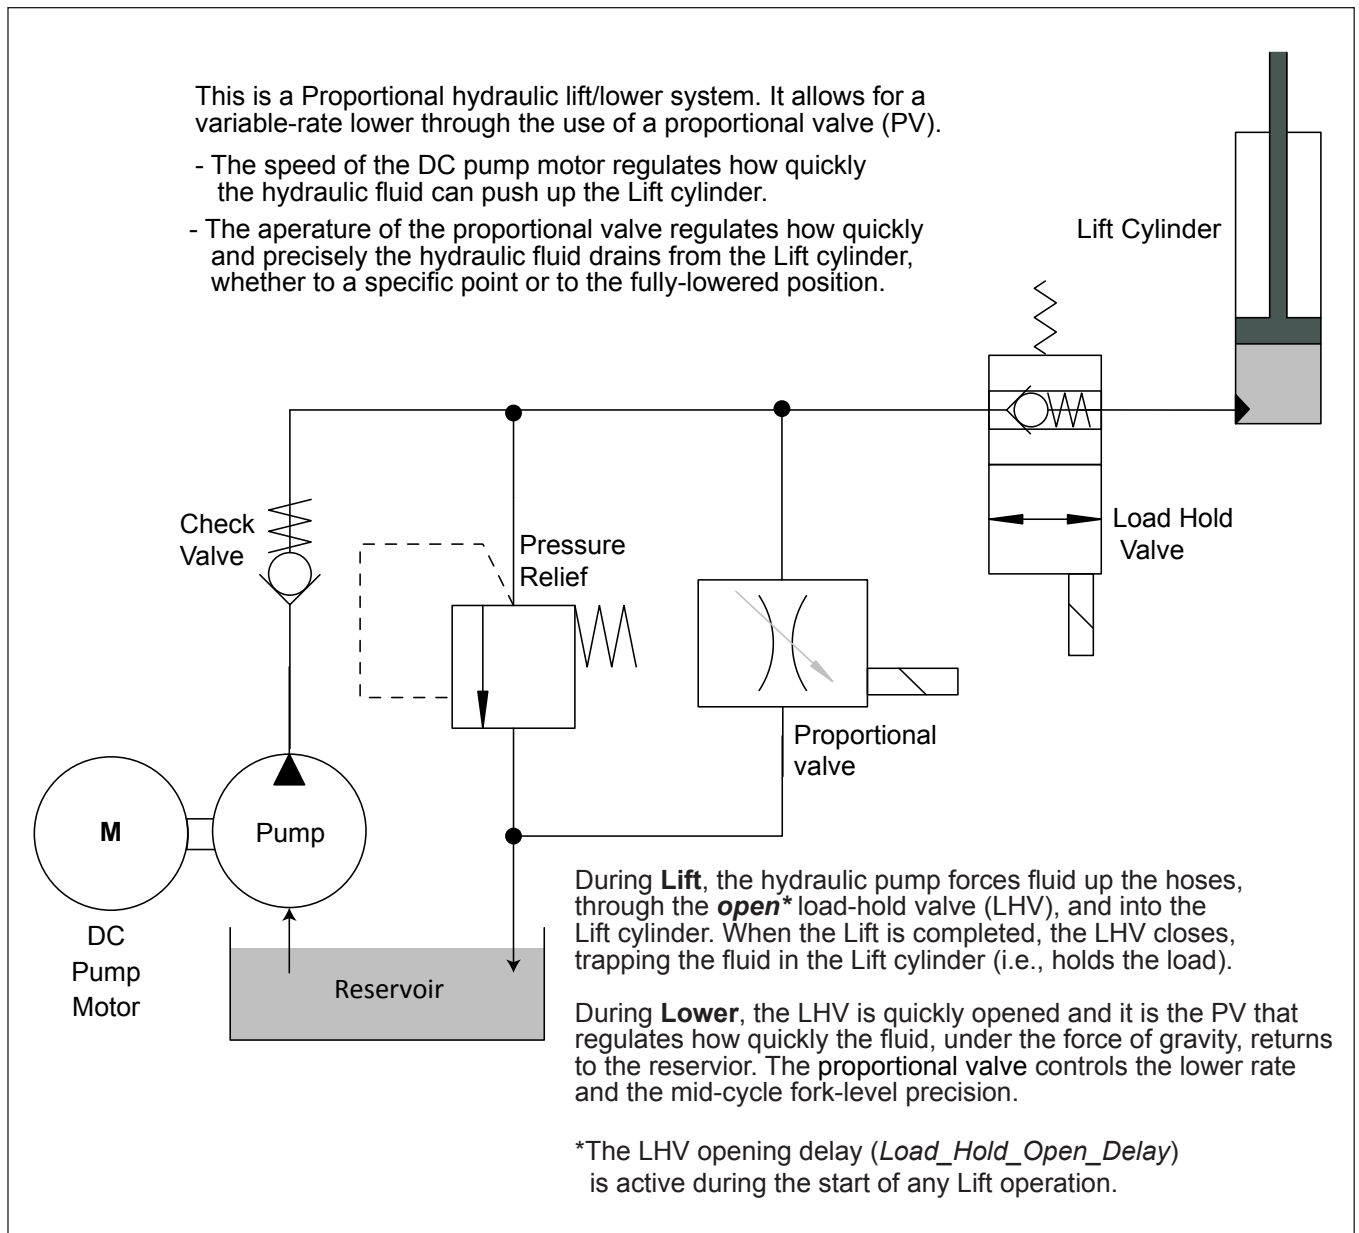 This is a Proportional hydraulic lift/lower system. It allows for a
variable-rate lower through the use of a proportional valve (PV).
- The speed of the DC pump motor regulates how quickly
the hydraulic fluid can push up the Lift cylinder.
- The aperature of the proportional valve regulates how quickly
and precisely the hydraulic fluid drains from the Lift cylinder,
whether to a specific point or to the fully-lowered position.
Lift Cylinder
Check
Valve
Pressure
Relief
Load Hold
Valve
Proportional
valve
M
Pump
DC
Pump
Motor
Reservoir
During Lift, the hydraulic pump forces fluid up the hoses,
through the open* load-hold valve (LHV), and into the
Lift cylinder. When the Lift is completed, the LHV closes,
trapping the fluid in the Lift cylinder (i.e., holds the load).
During Lower, the LHV is quickly opened and it is the PV that
regulates how quickly the fluid, under the force of gravity, returns
to the reservior. The proportional valve controls the lower rate
and the mid-cycle fork-level precision.
*The LHV opening delay (Load_Hold_Open_Delay)
is active during the start of any Lift operation.